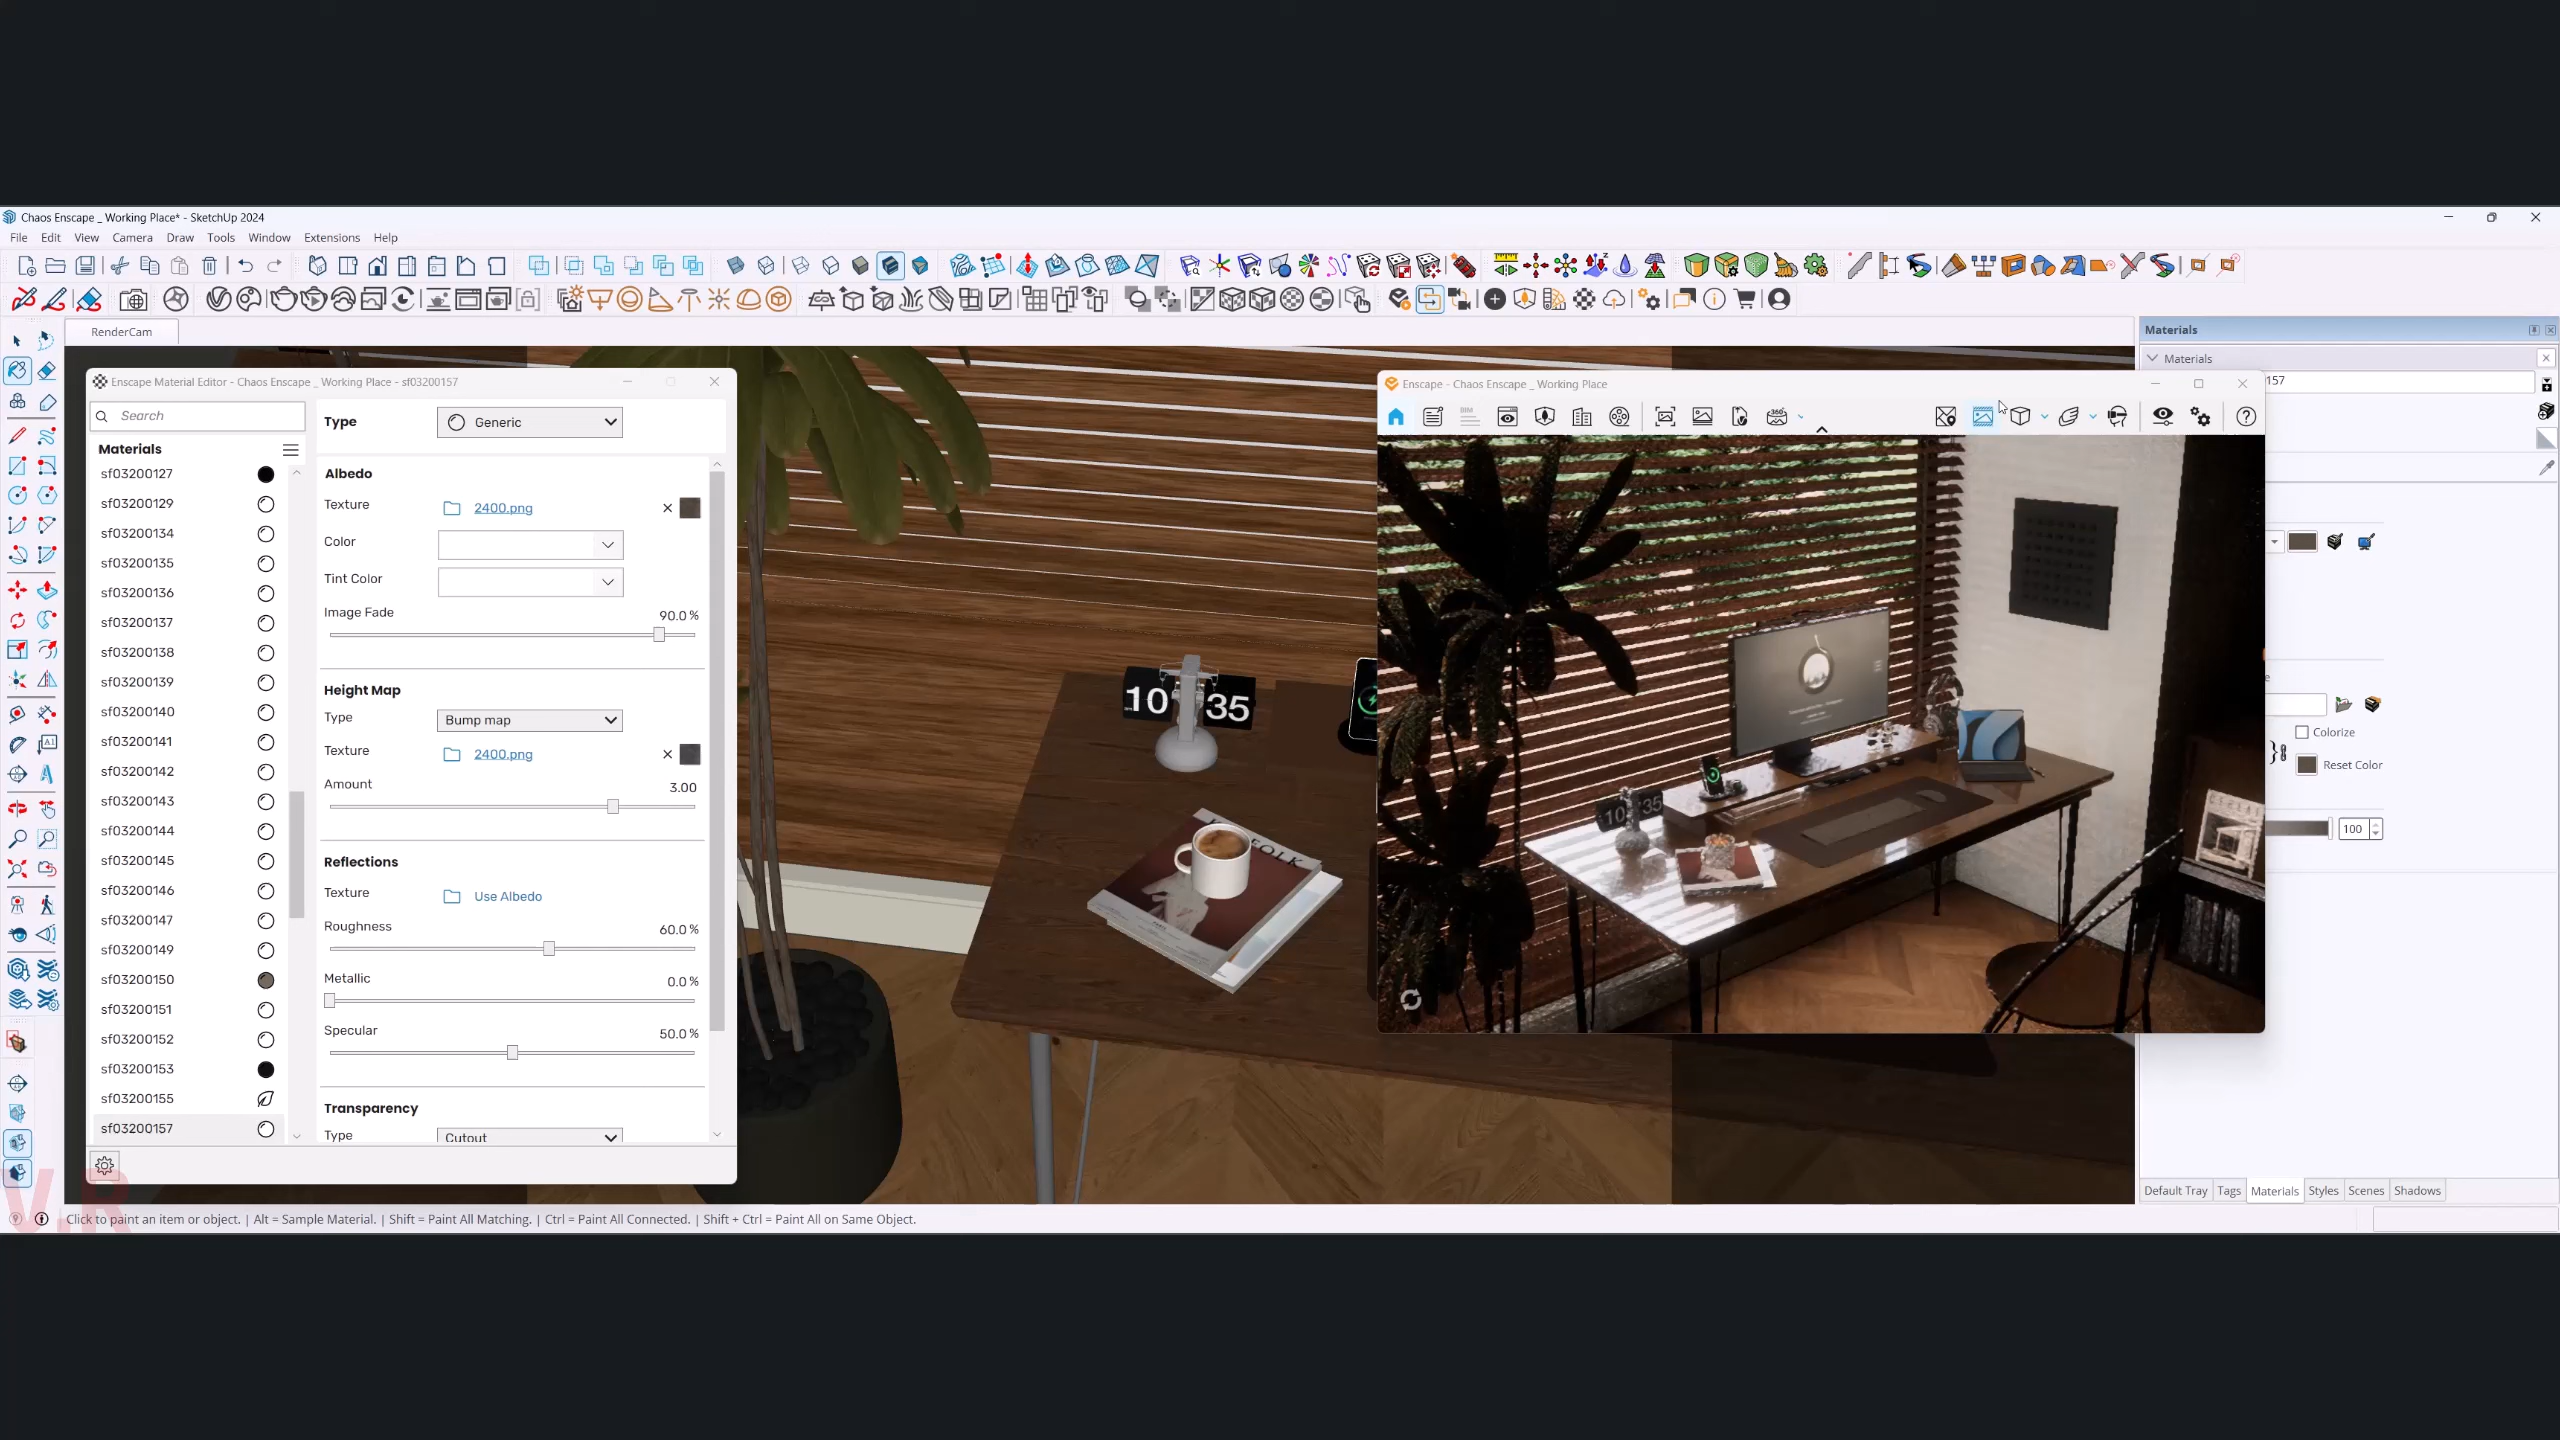 Chaos Enscape _ Working Place* - SketchUp 2024
File Edit View Camera Draw Tools Window Extensions Help
RenderCam
Enscape Material Editor - Chaos Enscape _ Working Place - sf03200157
Search
Materials
sf03200127
sf03200129
sf03200134
sf03200135
sf03200136
sf03200137
sf03200138
sf03200139
sf03200140
sf03200141
sf03200142
sf03200143
sf03200144
sf03200145
sf03200146
sf03200147
sf03200149
sf03200150
sf03200151
sf03200152
sf03200153
sf03200155
sf03200157
Type Generic
Albedo
Texture 2400.png
Color
Tint Color
Image Fade 90.0 %
Height Map
Type Bump map
Texture 2400.png
Amount 3.00
Reflections
Texture Use Albedo
Roughness 60.0 %
Metallic 0.0 %
Specular 50.0 %
Transparency
Type Cutout
10 35
Enscape - Chaos Enscape _ Working Place
360°
10 35
Materials
Materials
157
Colorize
Reset Color
100
Default Tray Tags Materials Styles Scenes Shadows
V.R
Click to paint an item or object. | Alt = Sample Material. | Shift = Paint All Matching. | Ctrl = Paint All Connected. | Shift + Ctrl = Paint All on Same Object.